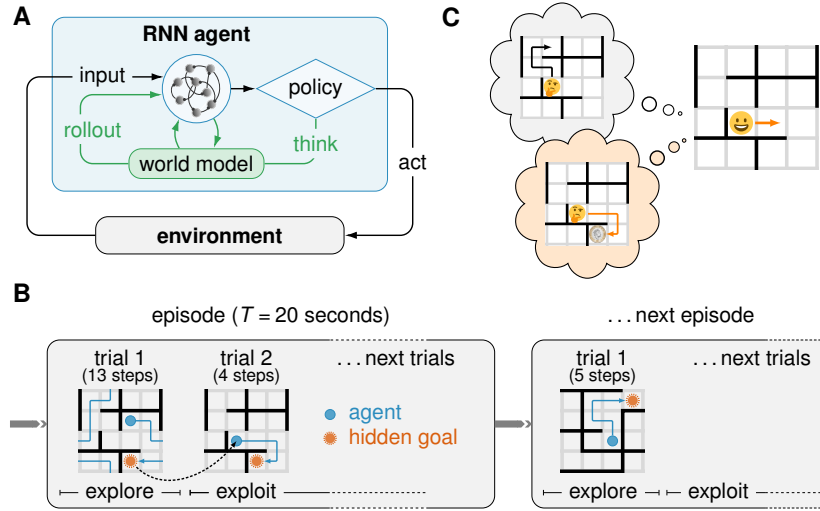 A
RNN agent
input
policy
rollout
think
world model
act
environment
C
B
episode (T = 20 seconds)
...next episode
trial 1
(13 steps)
trial 2
(4 steps)
...next trials
agent
hidden goal
explore
exploit
trial 1
(5 steps)
...next trials
explore
exploit